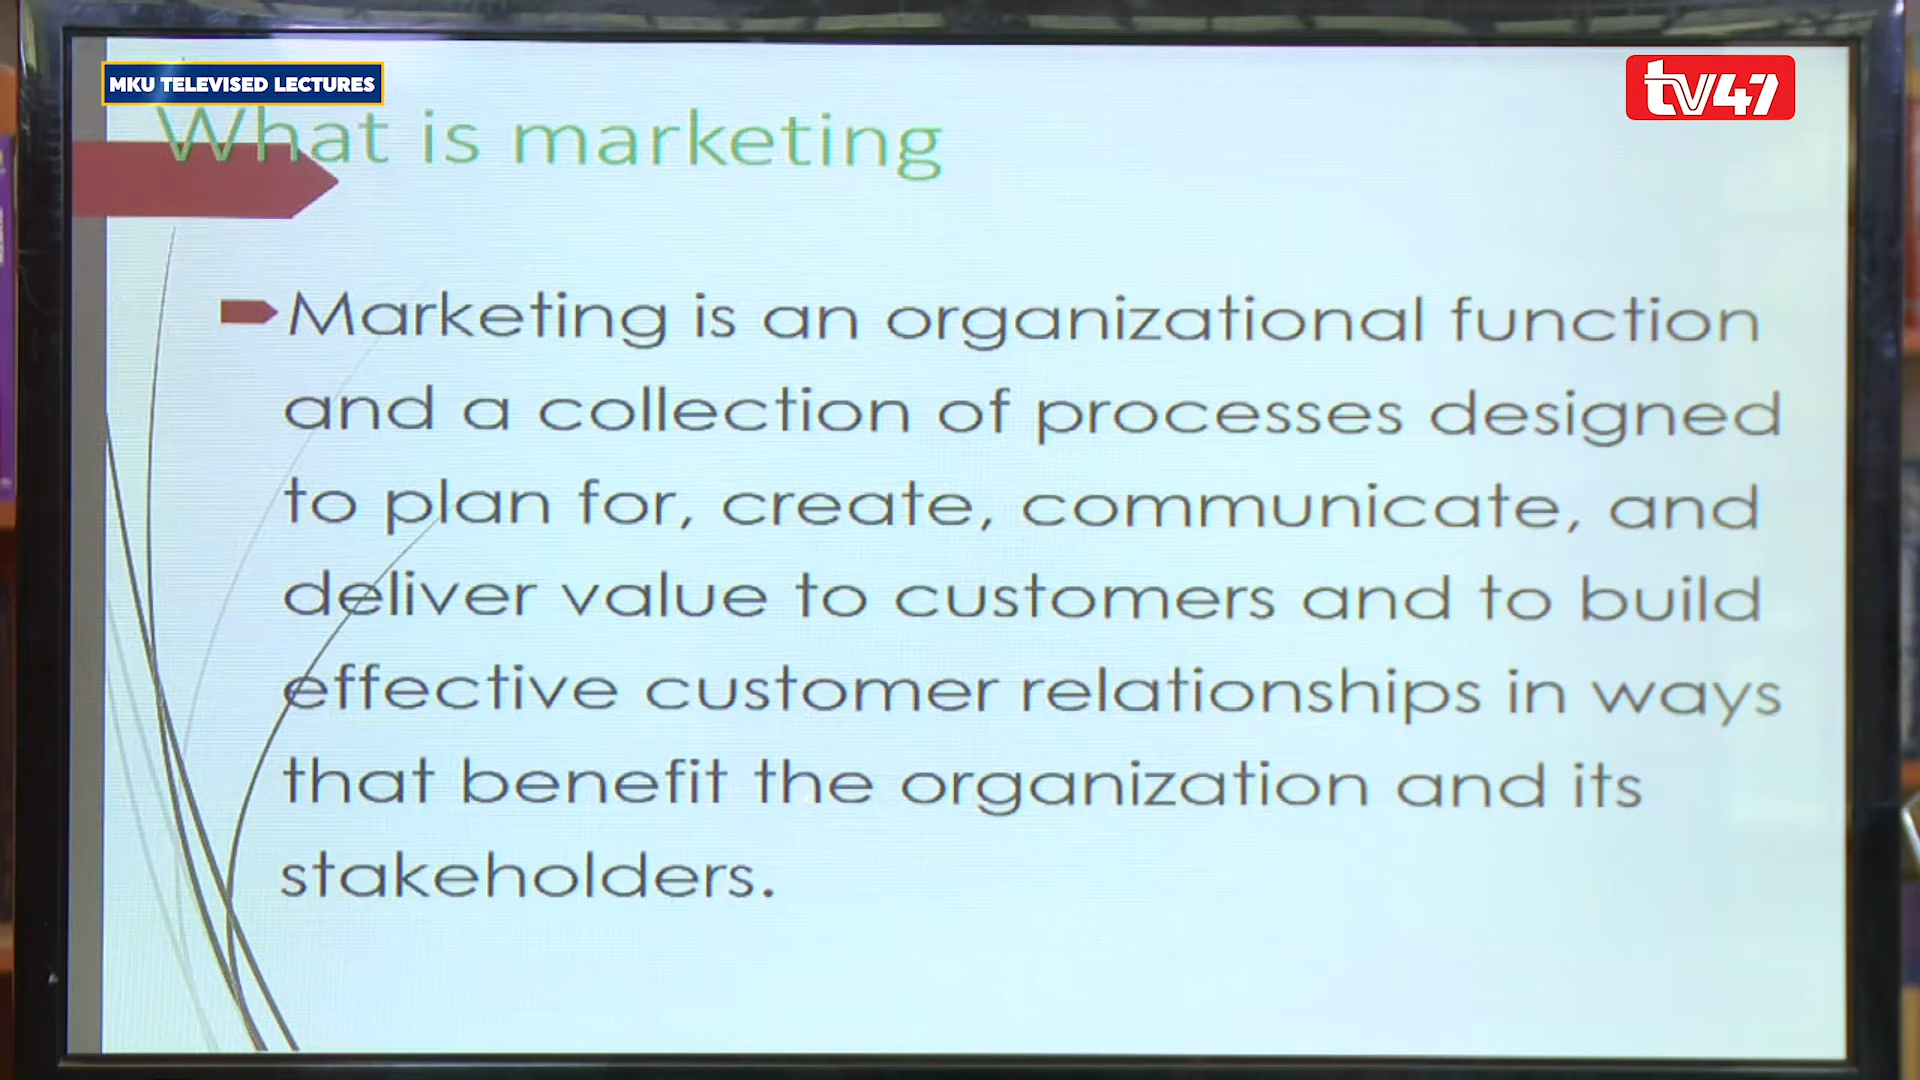 MKU TELEVISED LECTURES
tv47
What is marketing
Marketing is an organizational function
and a collection of processes designed
to plan for, create, communicate, and
deliver value to customers and to build
effective customer relationships in ways
that benefit the organization and its
stakeholders.